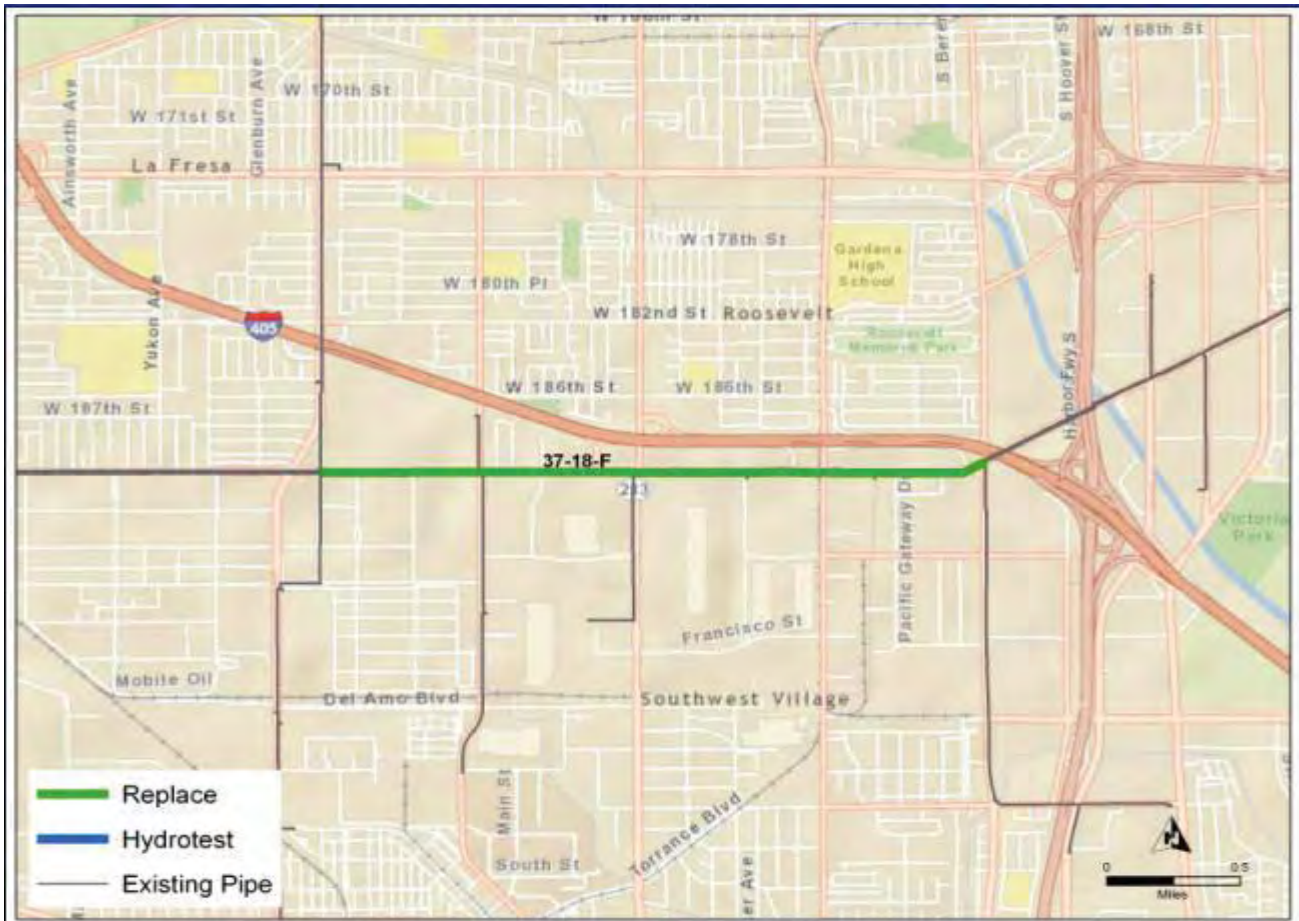 S Hoover St
W 168th St
Ainsworth Ave
Glenburn Ave
W 170th St
W 171st St
La Fresa
W 178th St
Gardena
High
School
W 180th Pl
W 182nd St
Roosevelt
Roosevelt
Memorial Park
Yukon Ave
405
W 186th St
W 186th St
W 187th St
Harbor Fwy S
37-18-F
213
Pacific Gateway D
Victoria
Park
Francisco St
Mobile Oil
Del Amo Blvd
Southwest Village
Main St
Torrance Blvd
South St
er Ave
Replace
Hydrotest
Existing Pipe
0
0.5
Miles